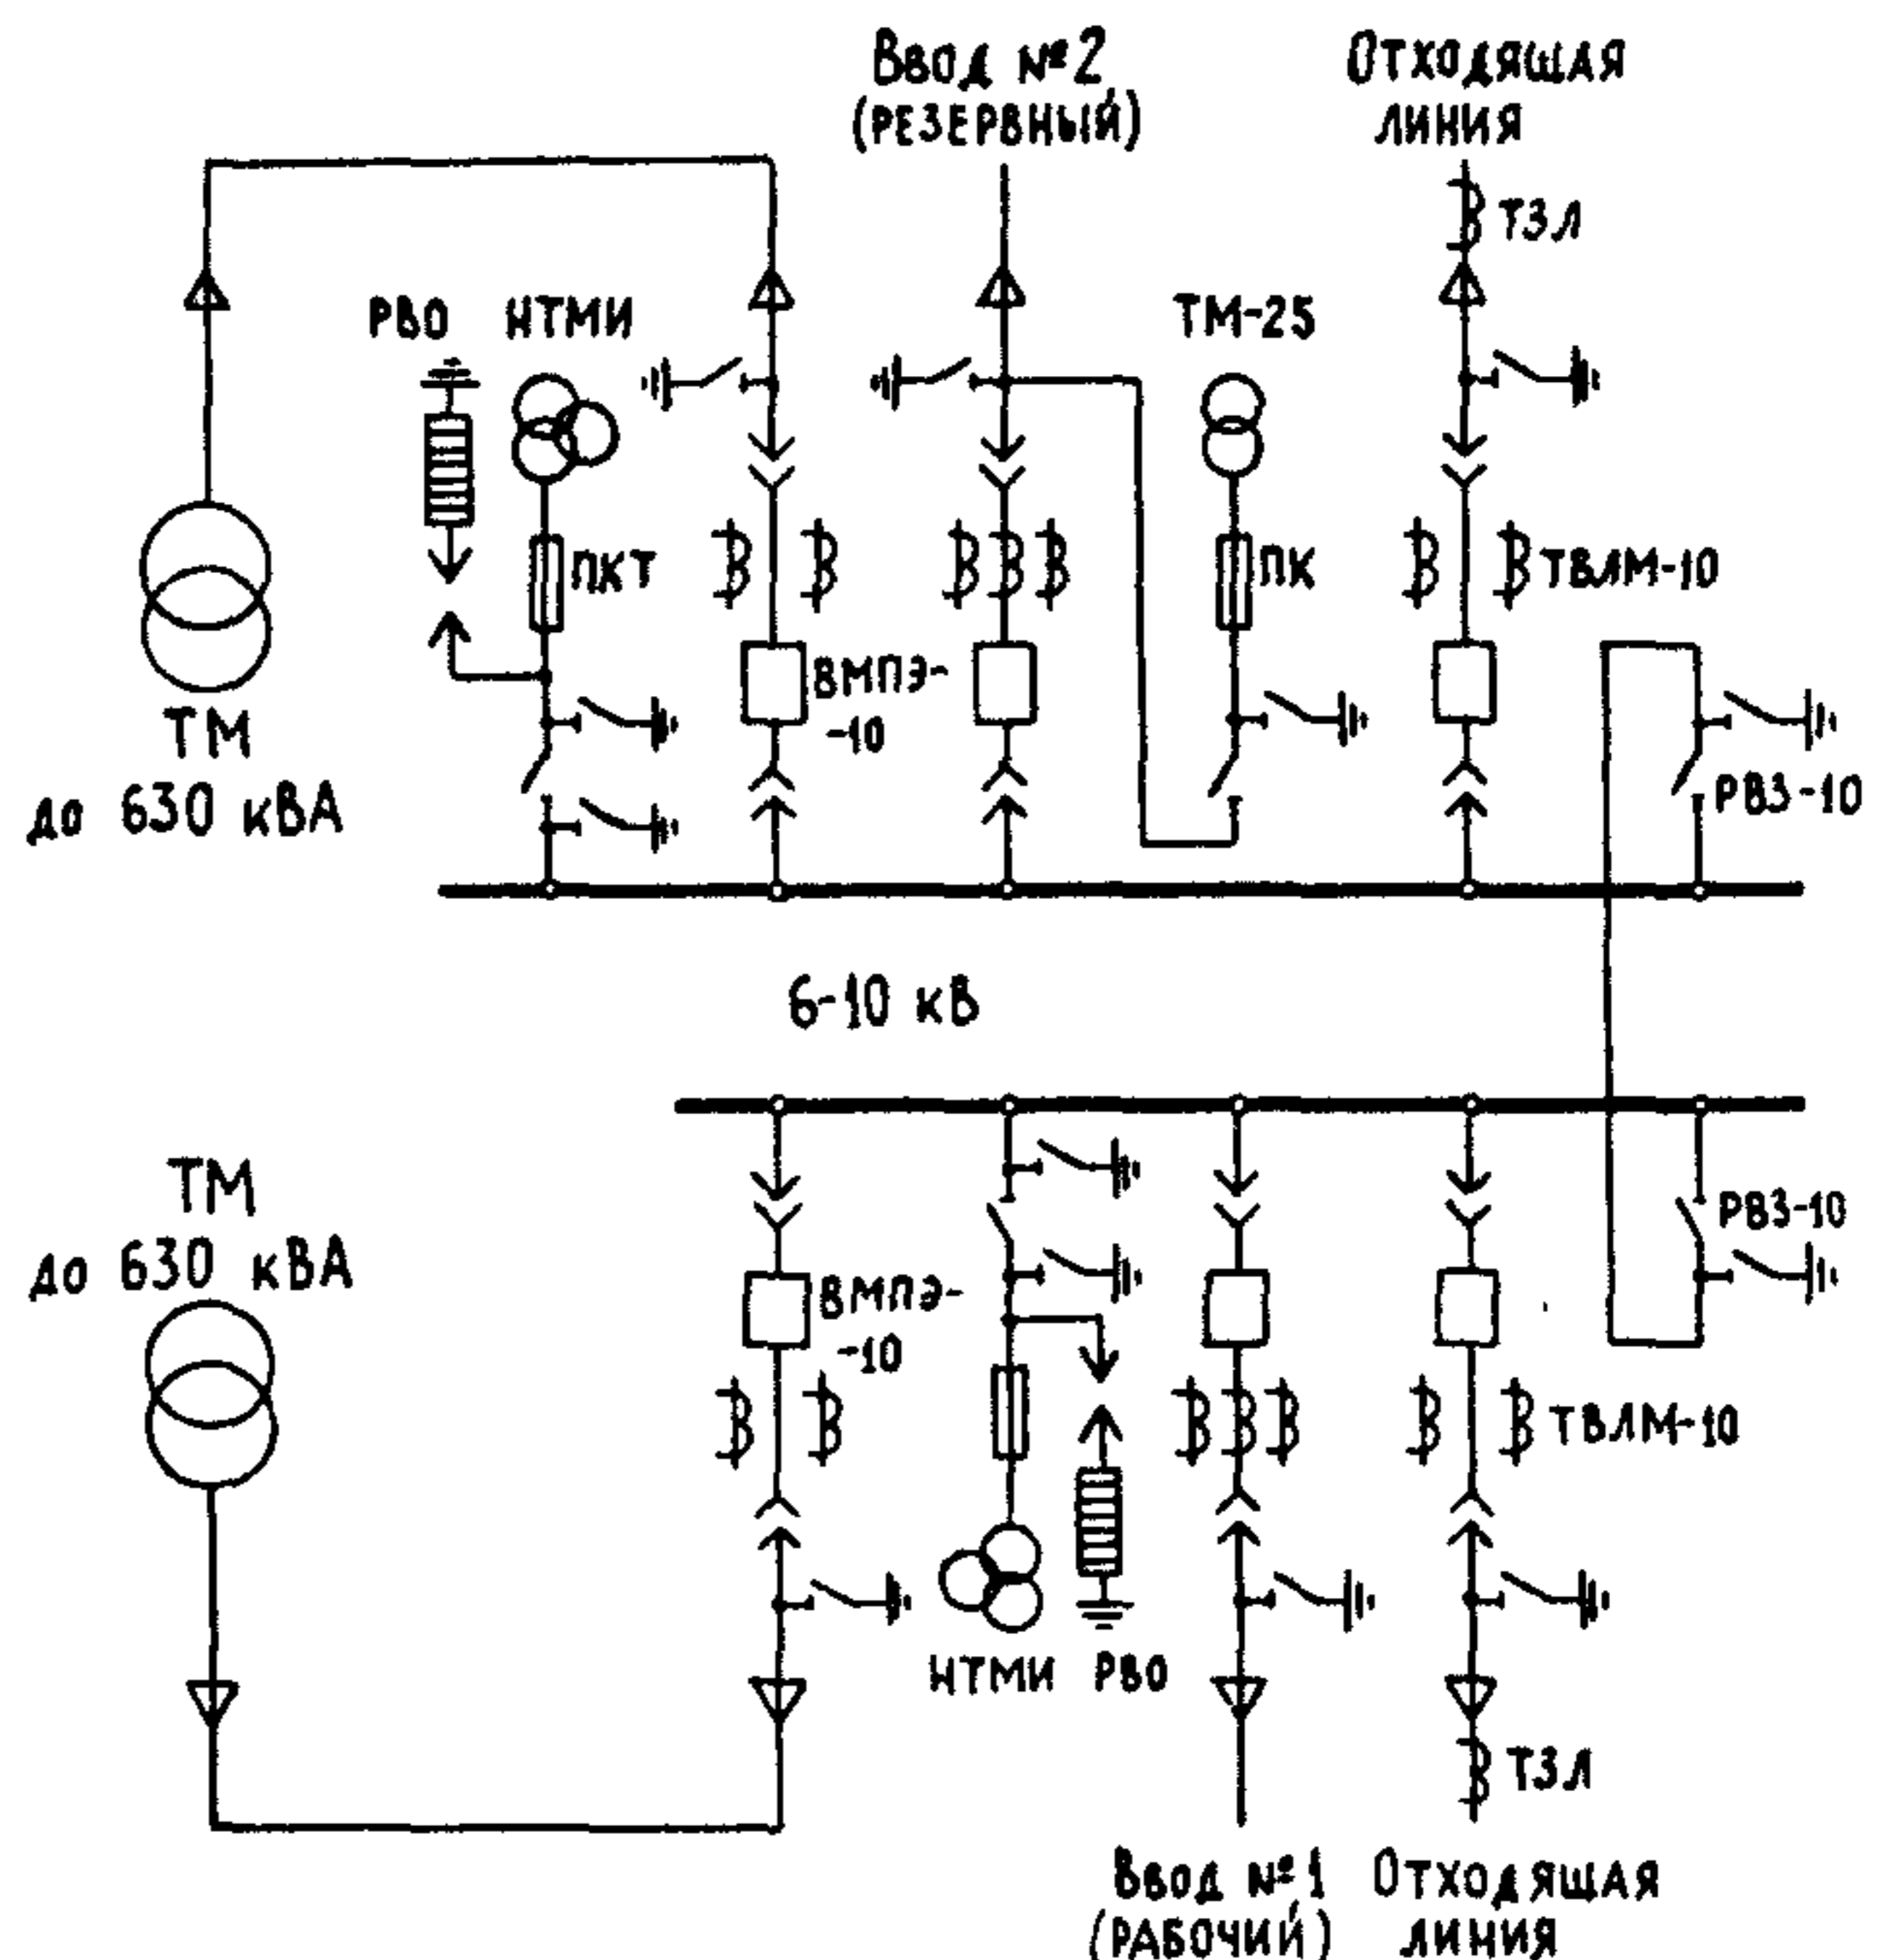 Ввод №2
(РЕЗЕРВНЫЙ)
ОТХОДЯЩАЯ
ЛИНИЯ
ТЗЛ
РВО
НТМИ
ТМ-25
ПКТ
ПК
ТВЛМ-10
ВМПЭ-
-10
ТМ
до 630 кВА
РВЗ-10
6-10 кВ
ТМ
до 630 кВА
РВЗ-10
ВМПЭ-
-10
ТВЛМ-10
НТМИ
РВО
ТЗЛ
Ввод №1
(РАБОЧИЙ)
ОТХОДЯЩАЯ
ЛИНИЯ